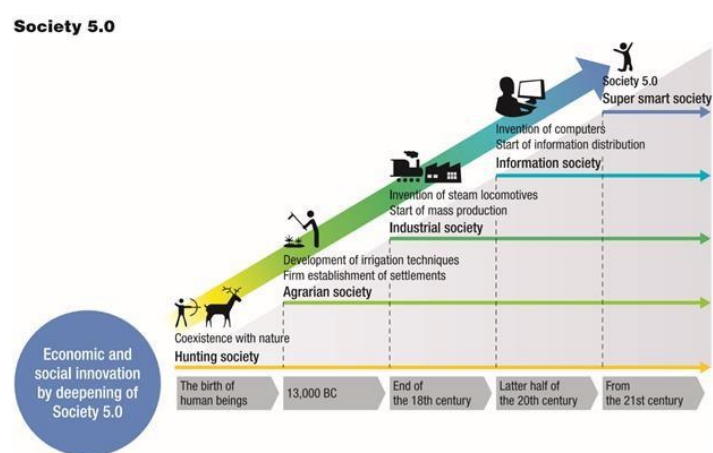 Society 5.0
Society 5.0
Super smart society
Invention of computers
Start of information distribution
Information society
Invention of steam locomotives
Start of mass production
Industrial society
Development of irrigation techniques
Firm establishment of settlements
Agrarian society
Coexistence with nature
Hunting society
Economic and
social innovation
by deepening of
Society 5.0
The birth of
human beings
13,000 BC
End of
the 18th century
Latter half of
the 20th century
From
the 21st century